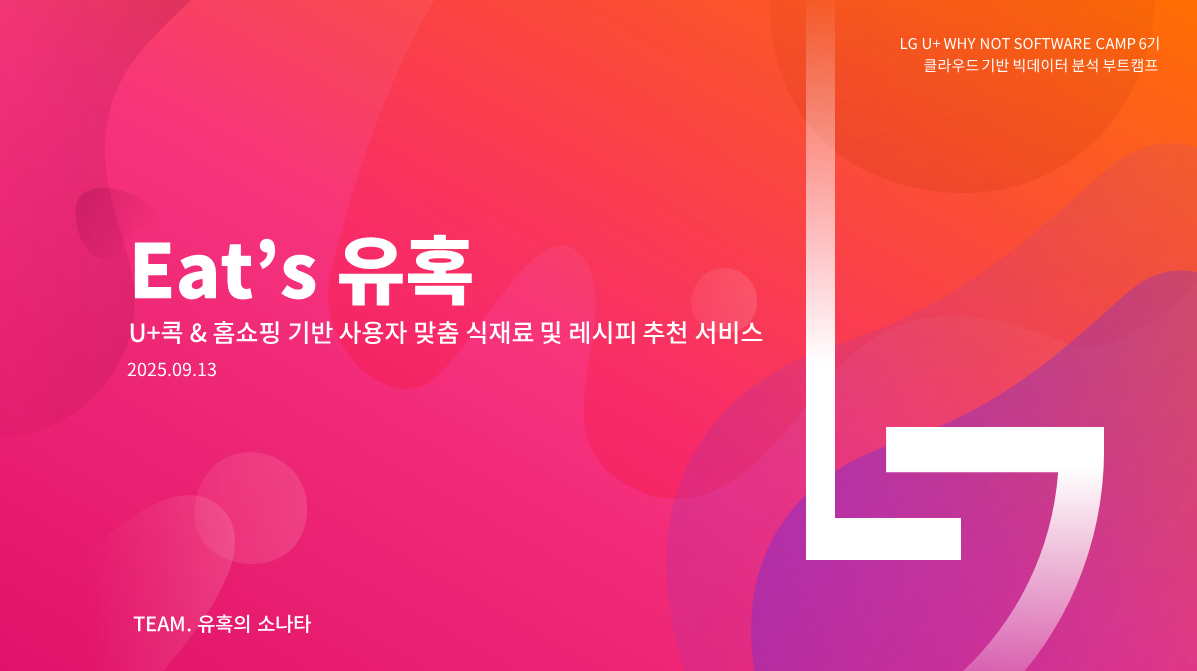 LG U+ WHY NOT SOFTWARE CAMP 6기
클라우드 기반 빅데이터 분석 부트캠프
Eat’s 유혹
U+콕 & 홈쇼핑 기반 사용자 맞춤 식재료 및 레시피 추천 서비스
2025.09.13
TEAM. 유혹의 소나타